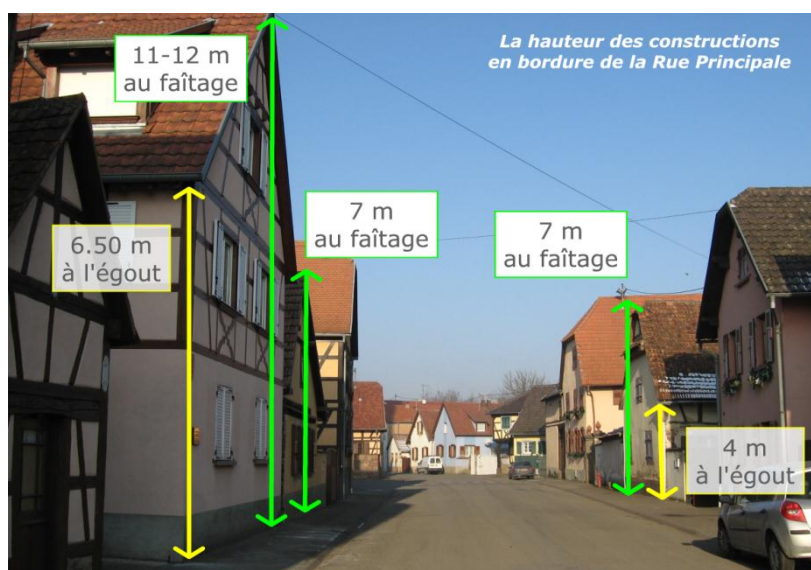 La hauteur des constructions
en bordure de la Rue Principale
11-12 m
au faîtage
7 m
au faîtage
7 m
au faîtage
6.50 m
à l'égout
4 m
à l'égout